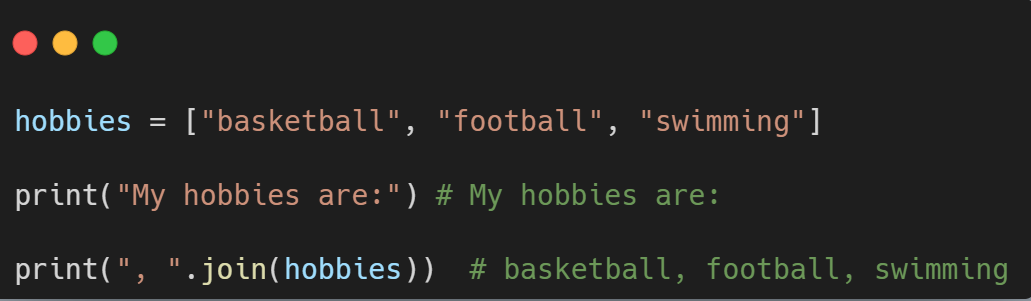 hobbies = ["basketball", "football", "swimming"]
print("My hobbies are:") # My hobbies are:
print(", ".join(hobbies))  # basketball, football, swimming